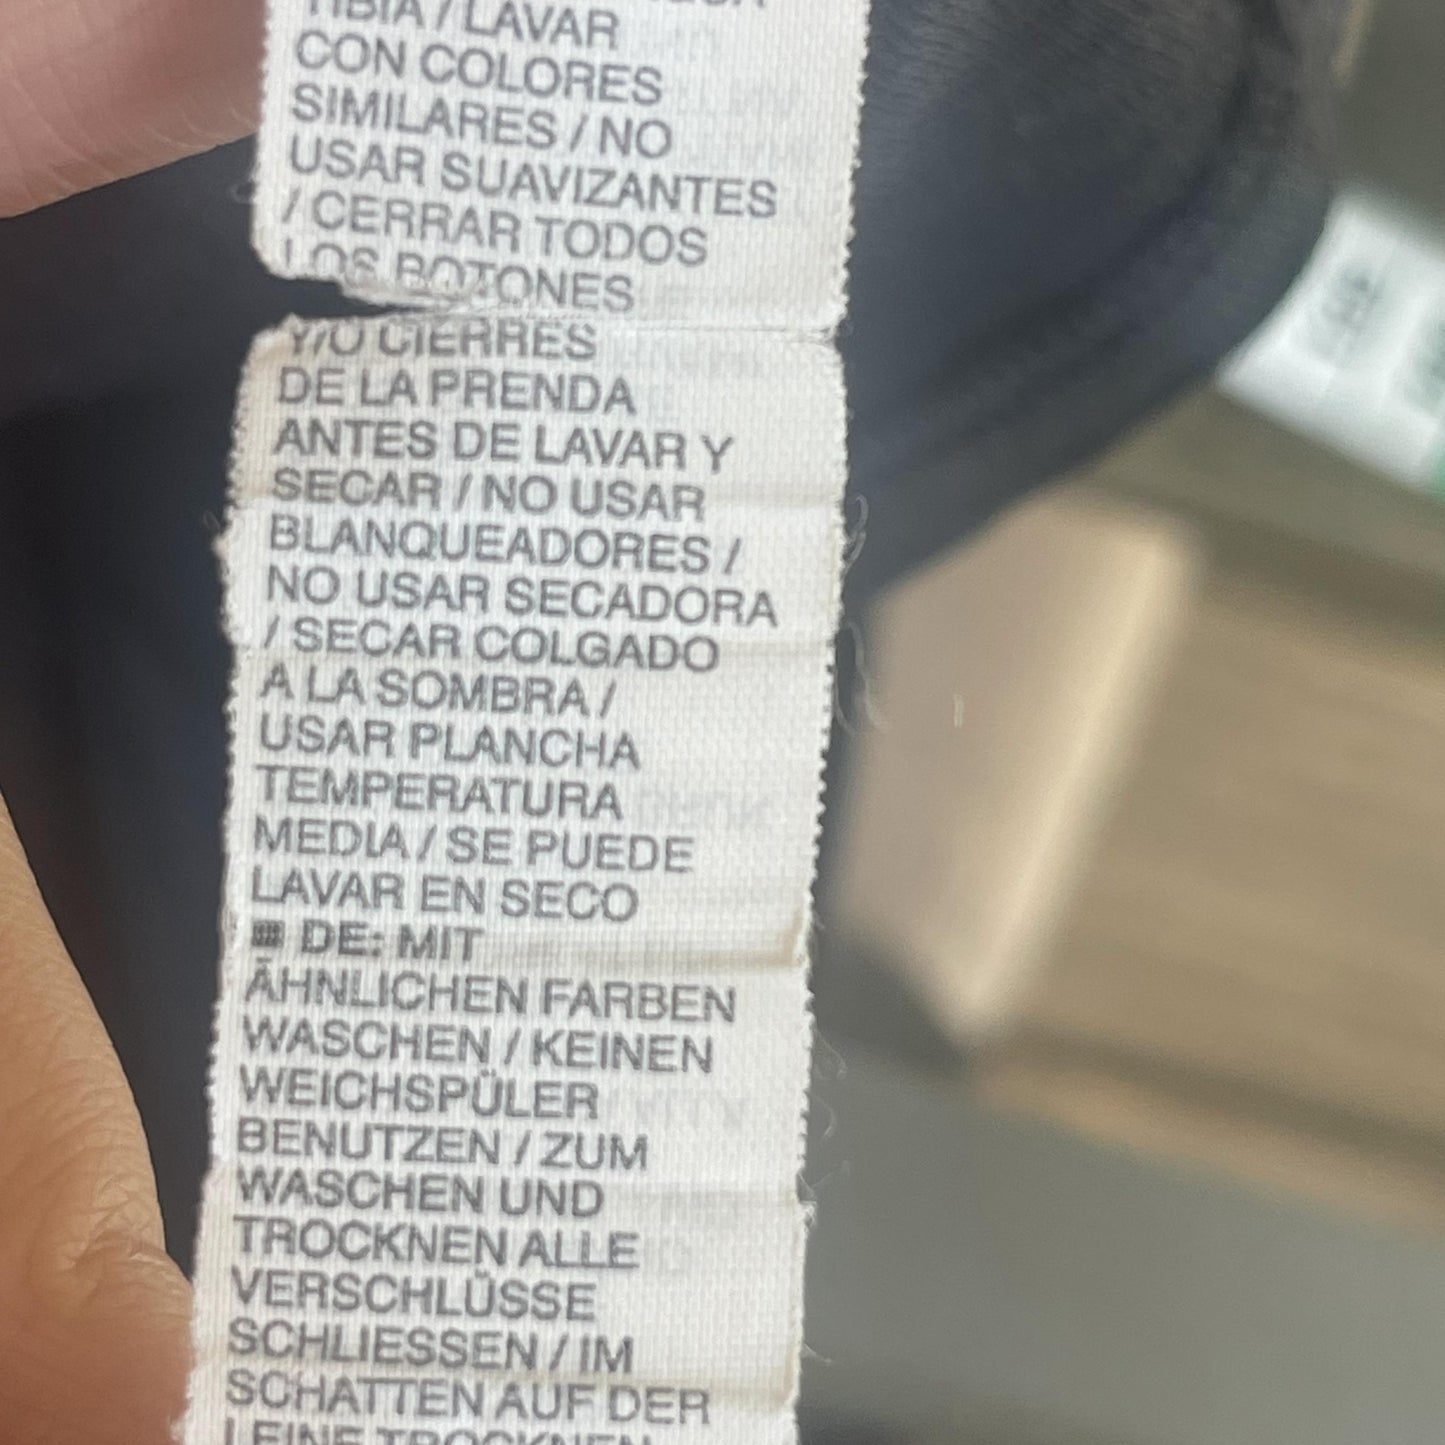 TIBIA / LAVAR
CON COLORES
SIMILARES / NO
USAR SUAVIZANTES
/ CERRAR TODOS
LOS BOTONES
Y/O CIERRES
DE LA PRENDA
ANTES DE LAVAR Y
SECAR / NO USAR
BLANQUEADORES /
NO USAR SECADORA
/ SECAR COLGADO
A LA SOMBRA /
USAR PLANCHA
TEMPERATURA
MEDIA / SE PUEDE
LAVAR EN SECO
DE: MIT
ÄHNLICHEN FARBEN
WASCHEN / KEINEN
WEICHSPÜLER
BENUTZEN / ZUM
WASCHEN UND
TROCKNEN ALLE
VERSCHLÜSSE
SCHLIESSEN / IM
SCHATTEN AUF DER
LEINE TROCKNEN